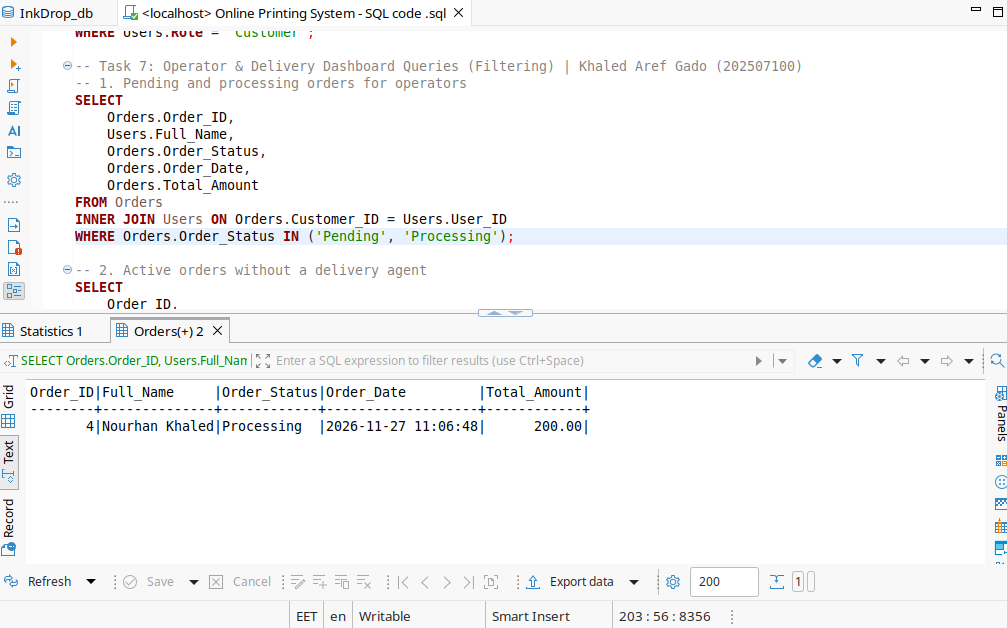 InkDrop_db
<localhost> Online Printing System - SQL code .sql
WHERE Users.Role = 'Customer';
-- Task 7: Operator & Delivery Dashboard Queries (Filtering) | Khaled Aref Gado (202507100)
-- 1. Pending and processing orders for operators
SELECT
Orders.Order_ID,
Users.Full_Name,
Orders.Order_Status,
Orders.Order_Date,
Orders.Total_Amount
FROM Orders
INNER JOIN Users ON Orders.Customer_ID = Users.User_ID
WHERE Orders.Order_Status IN ('Pending', 'Processing');
-- 2. Active orders without a delivery agent
SELECT
Order_ID,
AI
Statistics 1
Orders(+) 2
SELECT Orders.Order_ID, Users.Full_Nam
Enter a SQL expression to filter results (use Ctrl+Space)
Grid
Text
Record
Panels
Order_ID|Full_Name     |Order_Status|Order_Date         |Total_Amount|
--------+--------------+------------+-------------------+------------+
       4|Nourhan Khaled|Processing  |2026-11-27 11:06:48|      200.00|
Refresh
Save
Cancel
Export data
200
1
EET
en
Writable
Smart Insert
203 : 56 : 8356